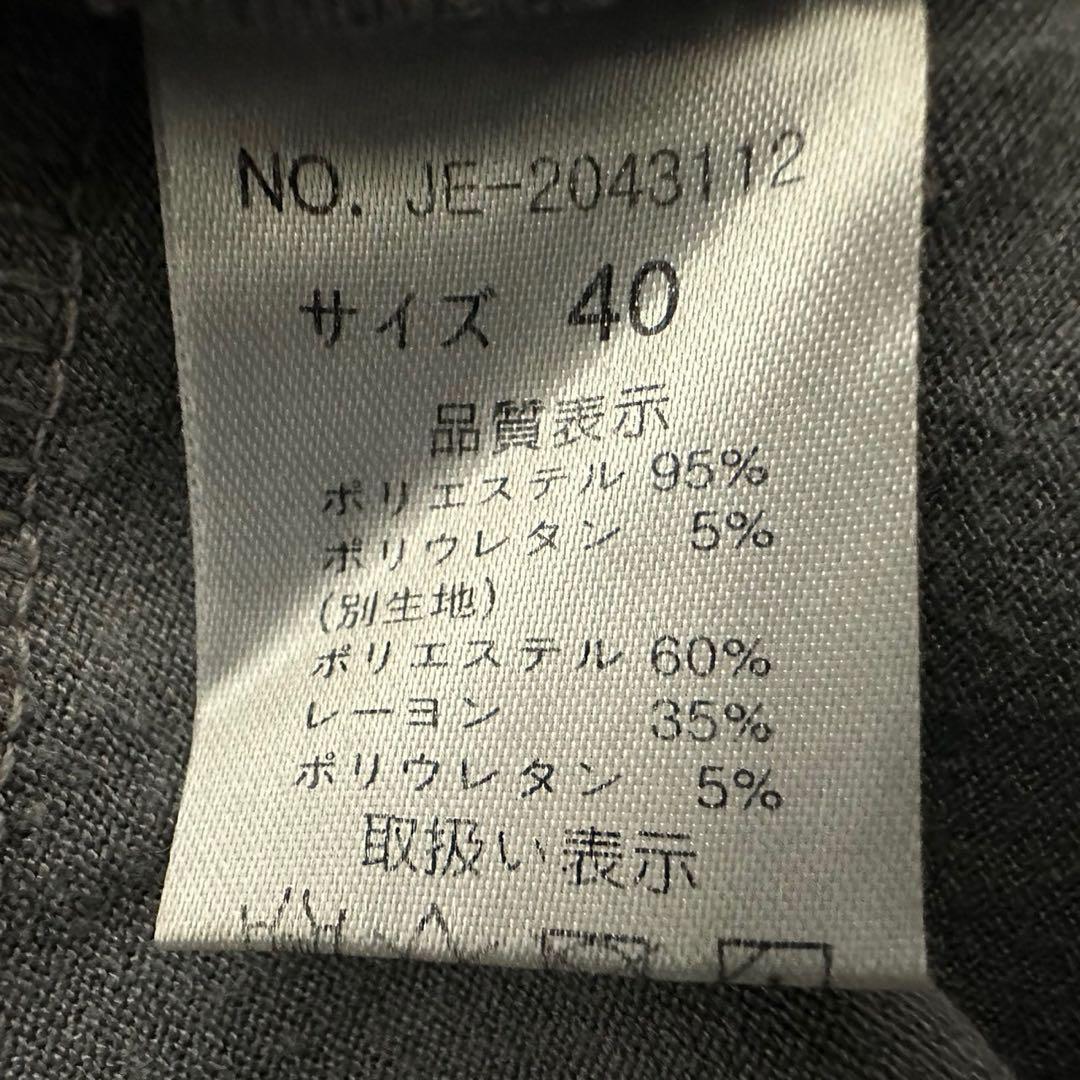 NO. JE-2043112
サイズ 40
品質表示
ポリエステル 95%
ポリウレタン 5%
(別生地)
ポリエステル 60%
レーヨン 35%
ポリウレタン 5%
取扱い表示